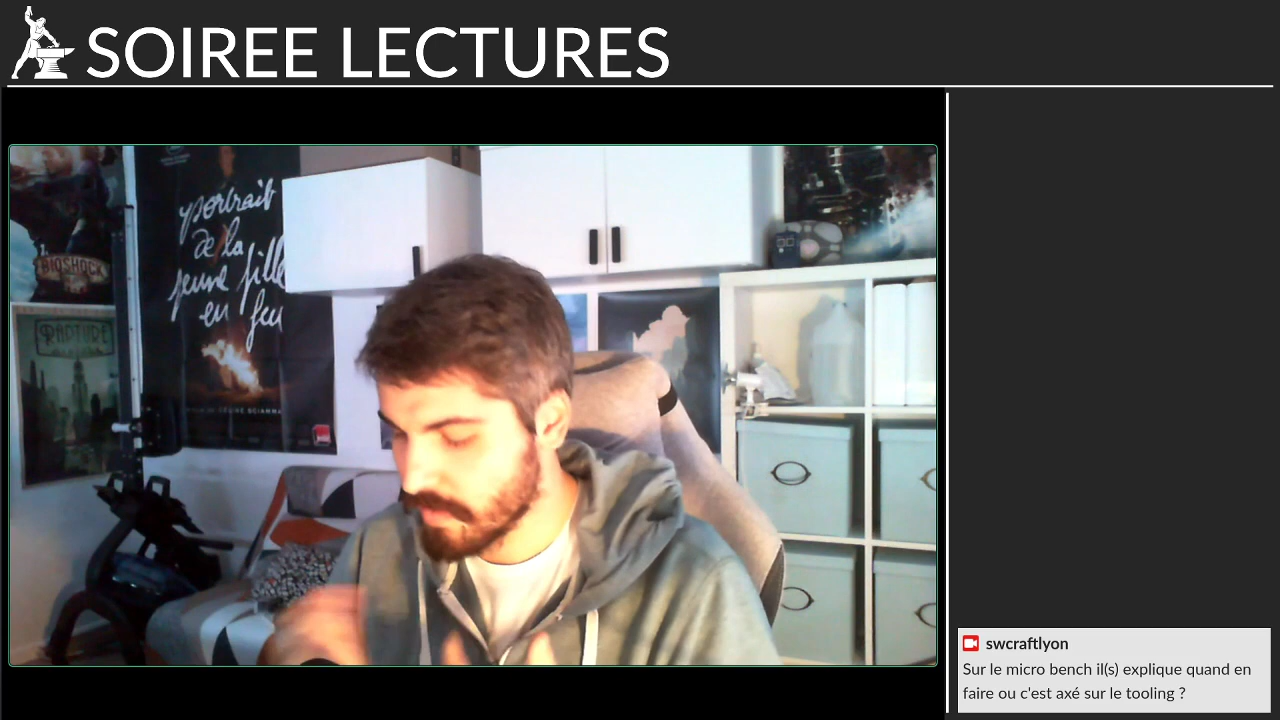 SOIREE LECTURES
portrait
de la
jeune fille
en feu
BIOSHOCK
RAPTURE
swcraftlyon
Sur le micro bench il(s) explique quand en
faire ou c'est axé sur le tooling ?